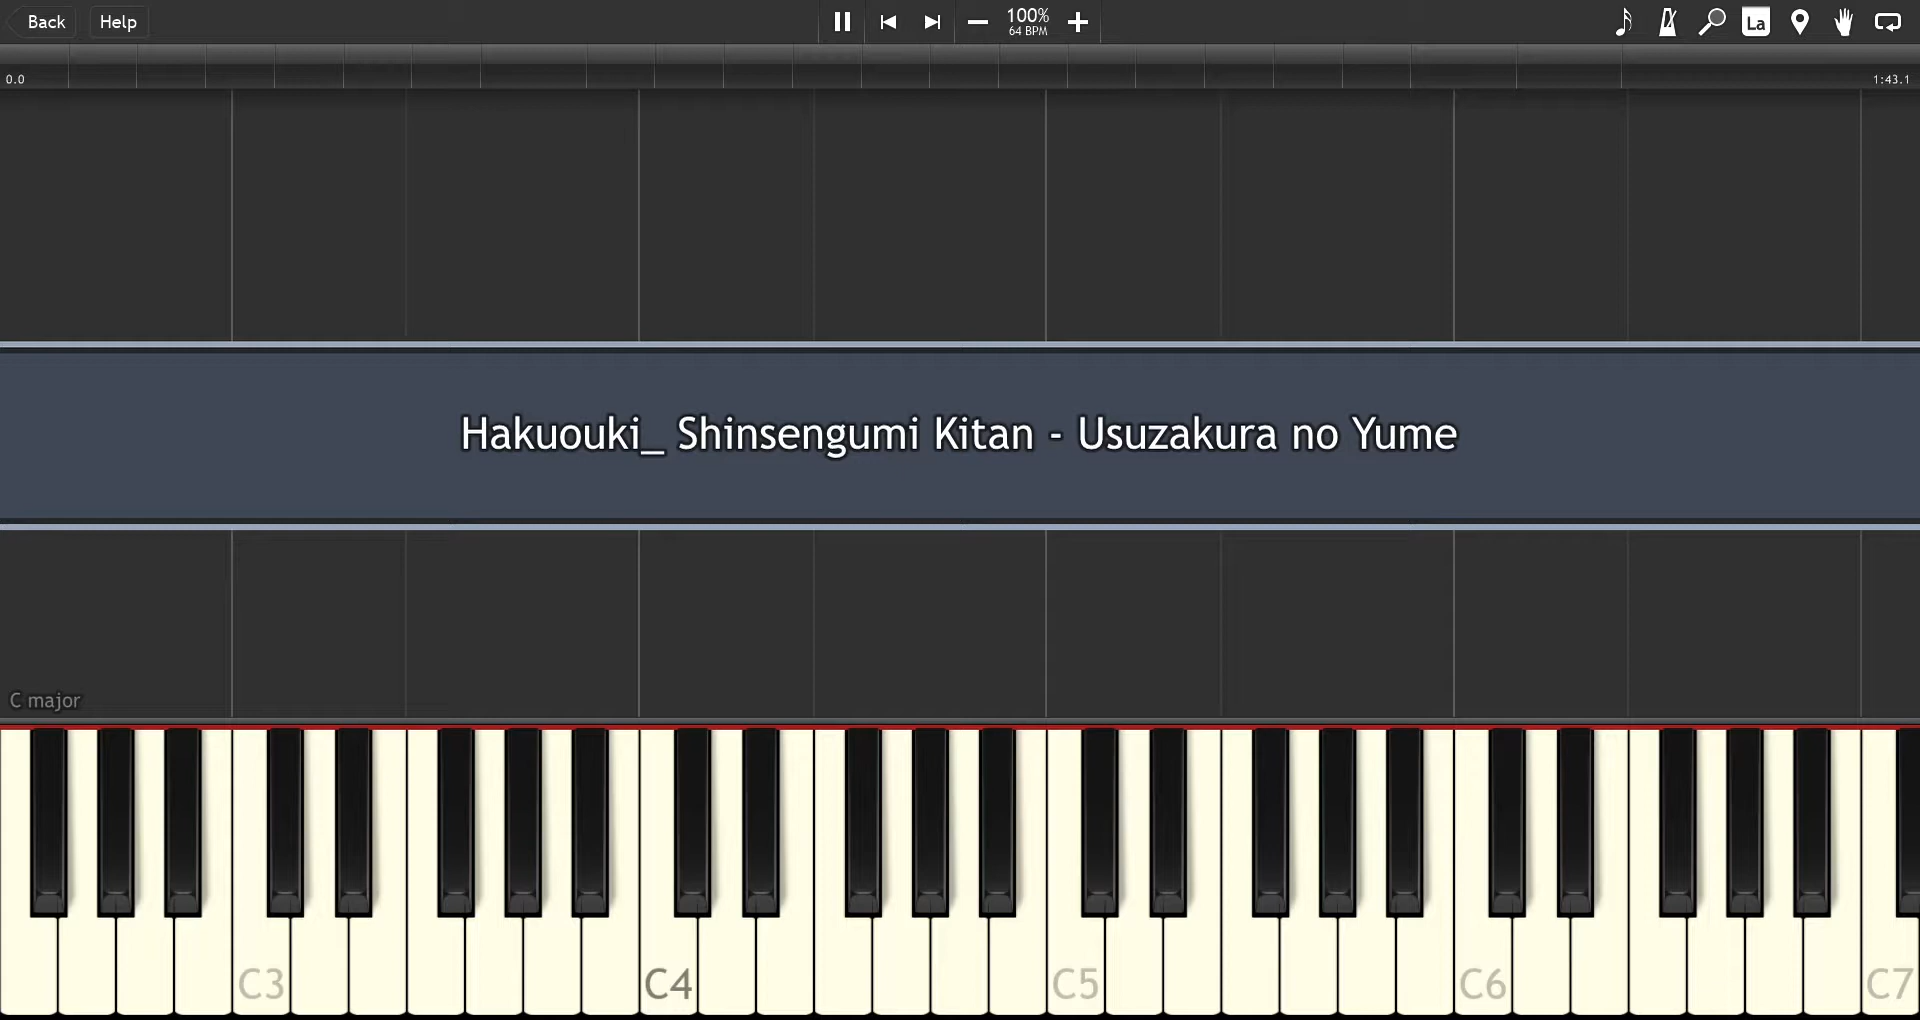 Back Help 100% La
64 BPM
0.0 1:43.1
Hakuouki_ Shinsengumi Kitan - Usuzakura no Yume
C major
C3 C4 C5 C6 C7